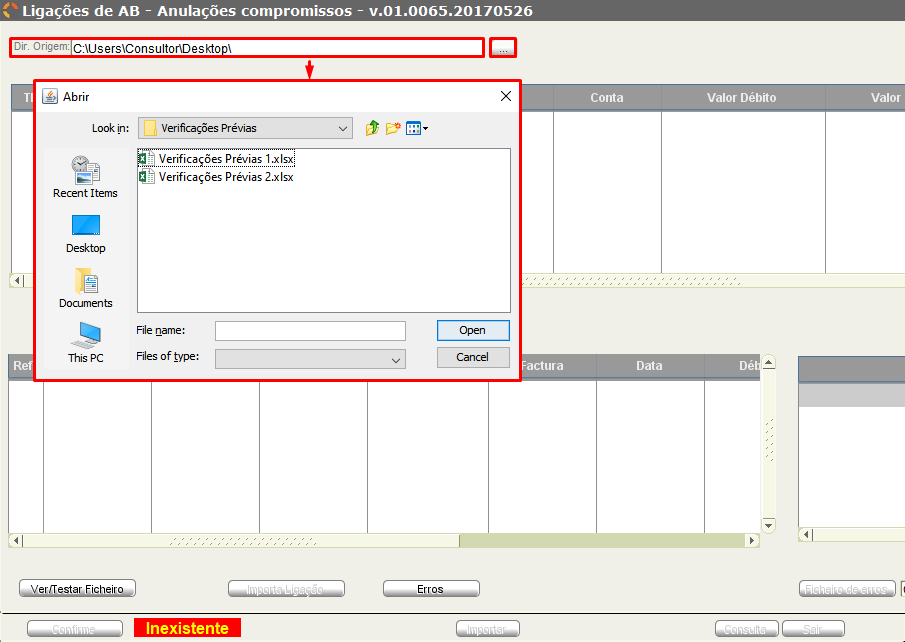 Ligações de AB - Anulações compromissos - v.01.0065.20170526
Dir. Origem: C:\Users\Consultor\Desktop\ ...
Conta Valor Débito Valor
Abrir
Look in: Verificações Prévias
Verificações Prévias 1.xlsx
Verificações Prévias 2.xlsx
Recent Items
Desktop
Documents
This PC
File name: Open
Files of type: Cancel
Ref Factura Data Déb
Ver/Testar Ficheiro Importa Ligação Erros Ficheiro de erros
Confirme Inexistente Importar Consulta Sair